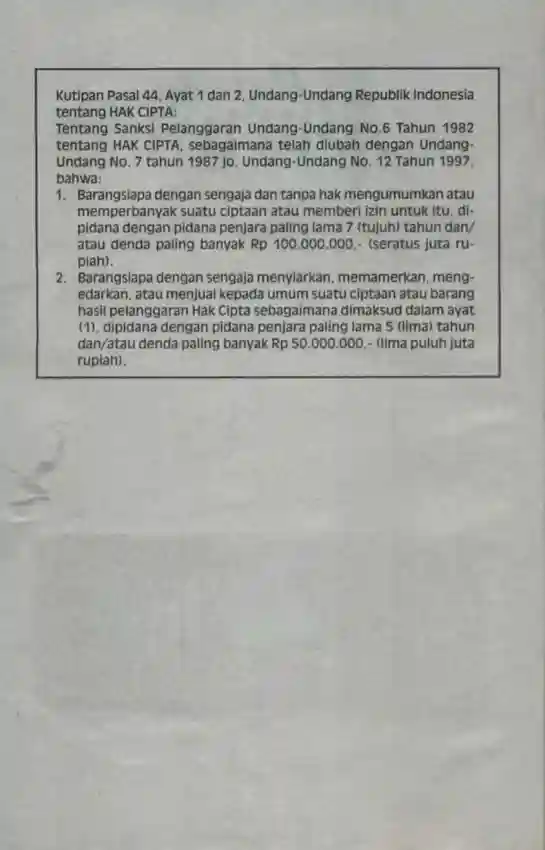 Kutipan Pasal 44, Ayat 1 dan 2, Undang-Undang Republik Indonesia
tentang HAK CIPTA:
Tentang Sanksi Pelanggaran Undang-Undang No.6 Tahun 1982
tentang HAK CIPTA, sebagaimana telah diubah dengan Undang-
Undang No. 7 tahun 1987 jo. Undang-Undang No. 12 Tahun 1997,
bahwa:
1. Barangsiapa dengan sengaja dan tanpa hak mengumumkan atau
memperbanyak suatu ciptaan atau memberi izin untuk itu, di-
pidana dengan pidana penjara paling lama 7 (tujuh) tahun dan/
atau denda paling banyak Rp 100.000.000,- (seratus juta ru-
piah).
2. Barangsiapa dengan sengaja menyiarkan, memamerkan, meng-
edarkan, atau menjual kepada umum suatu ciptaan atau barang
hasil pelanggaran Hak Cipta sebagaimana dimaksud dalam ayat
(1), dipidana dengan pidana penjara paling lama 5 (lima) tahun
dan/atau denda paling banyak Rp 50.000.000,- (lima puluh juta
rupiah).